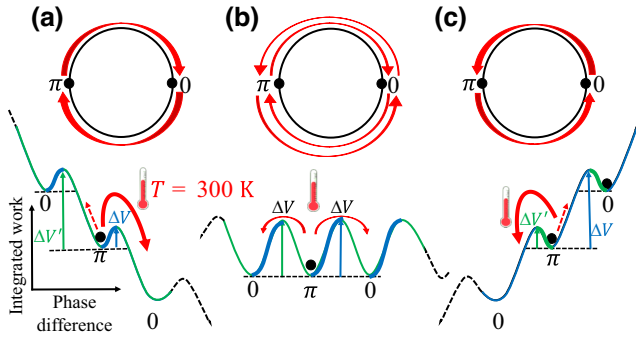 (a)
(b)
(c)
π 0
π 0
π 0
0
T = 300 K
ΔV ΔV
ΔV
ΔV'
π
0
0 π 0
ΔV'
ΔV
π
0
0
Integrated work
Phase
difference